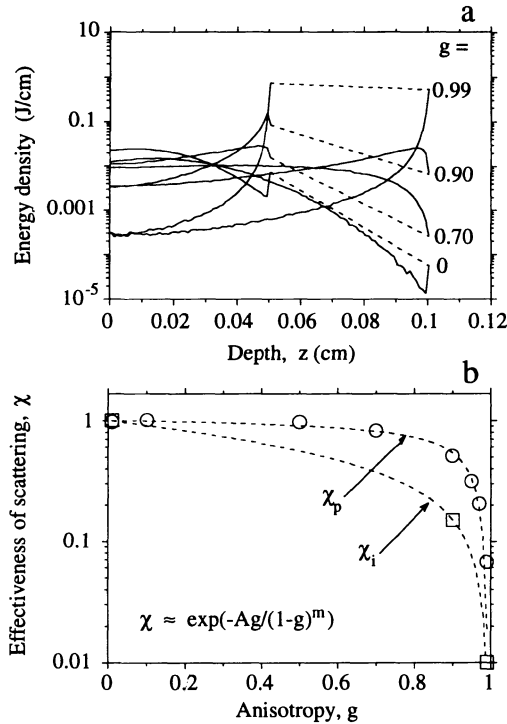 a
10
g =
0.99
0.1
0.90
0.001
0.70
0
10-5
Energy density (J/cm)
0 0.02 0.04 0.06 0.08 0.1 0.12
Depth, z (cm)
b
1
χp
0.1
χi
χ ≈ exp(-Ag/(1-g)m)
0.01
Effectiveness of scattering, χ
0 0.2 0.4 0.6 0.8 1
Anisotropy, g